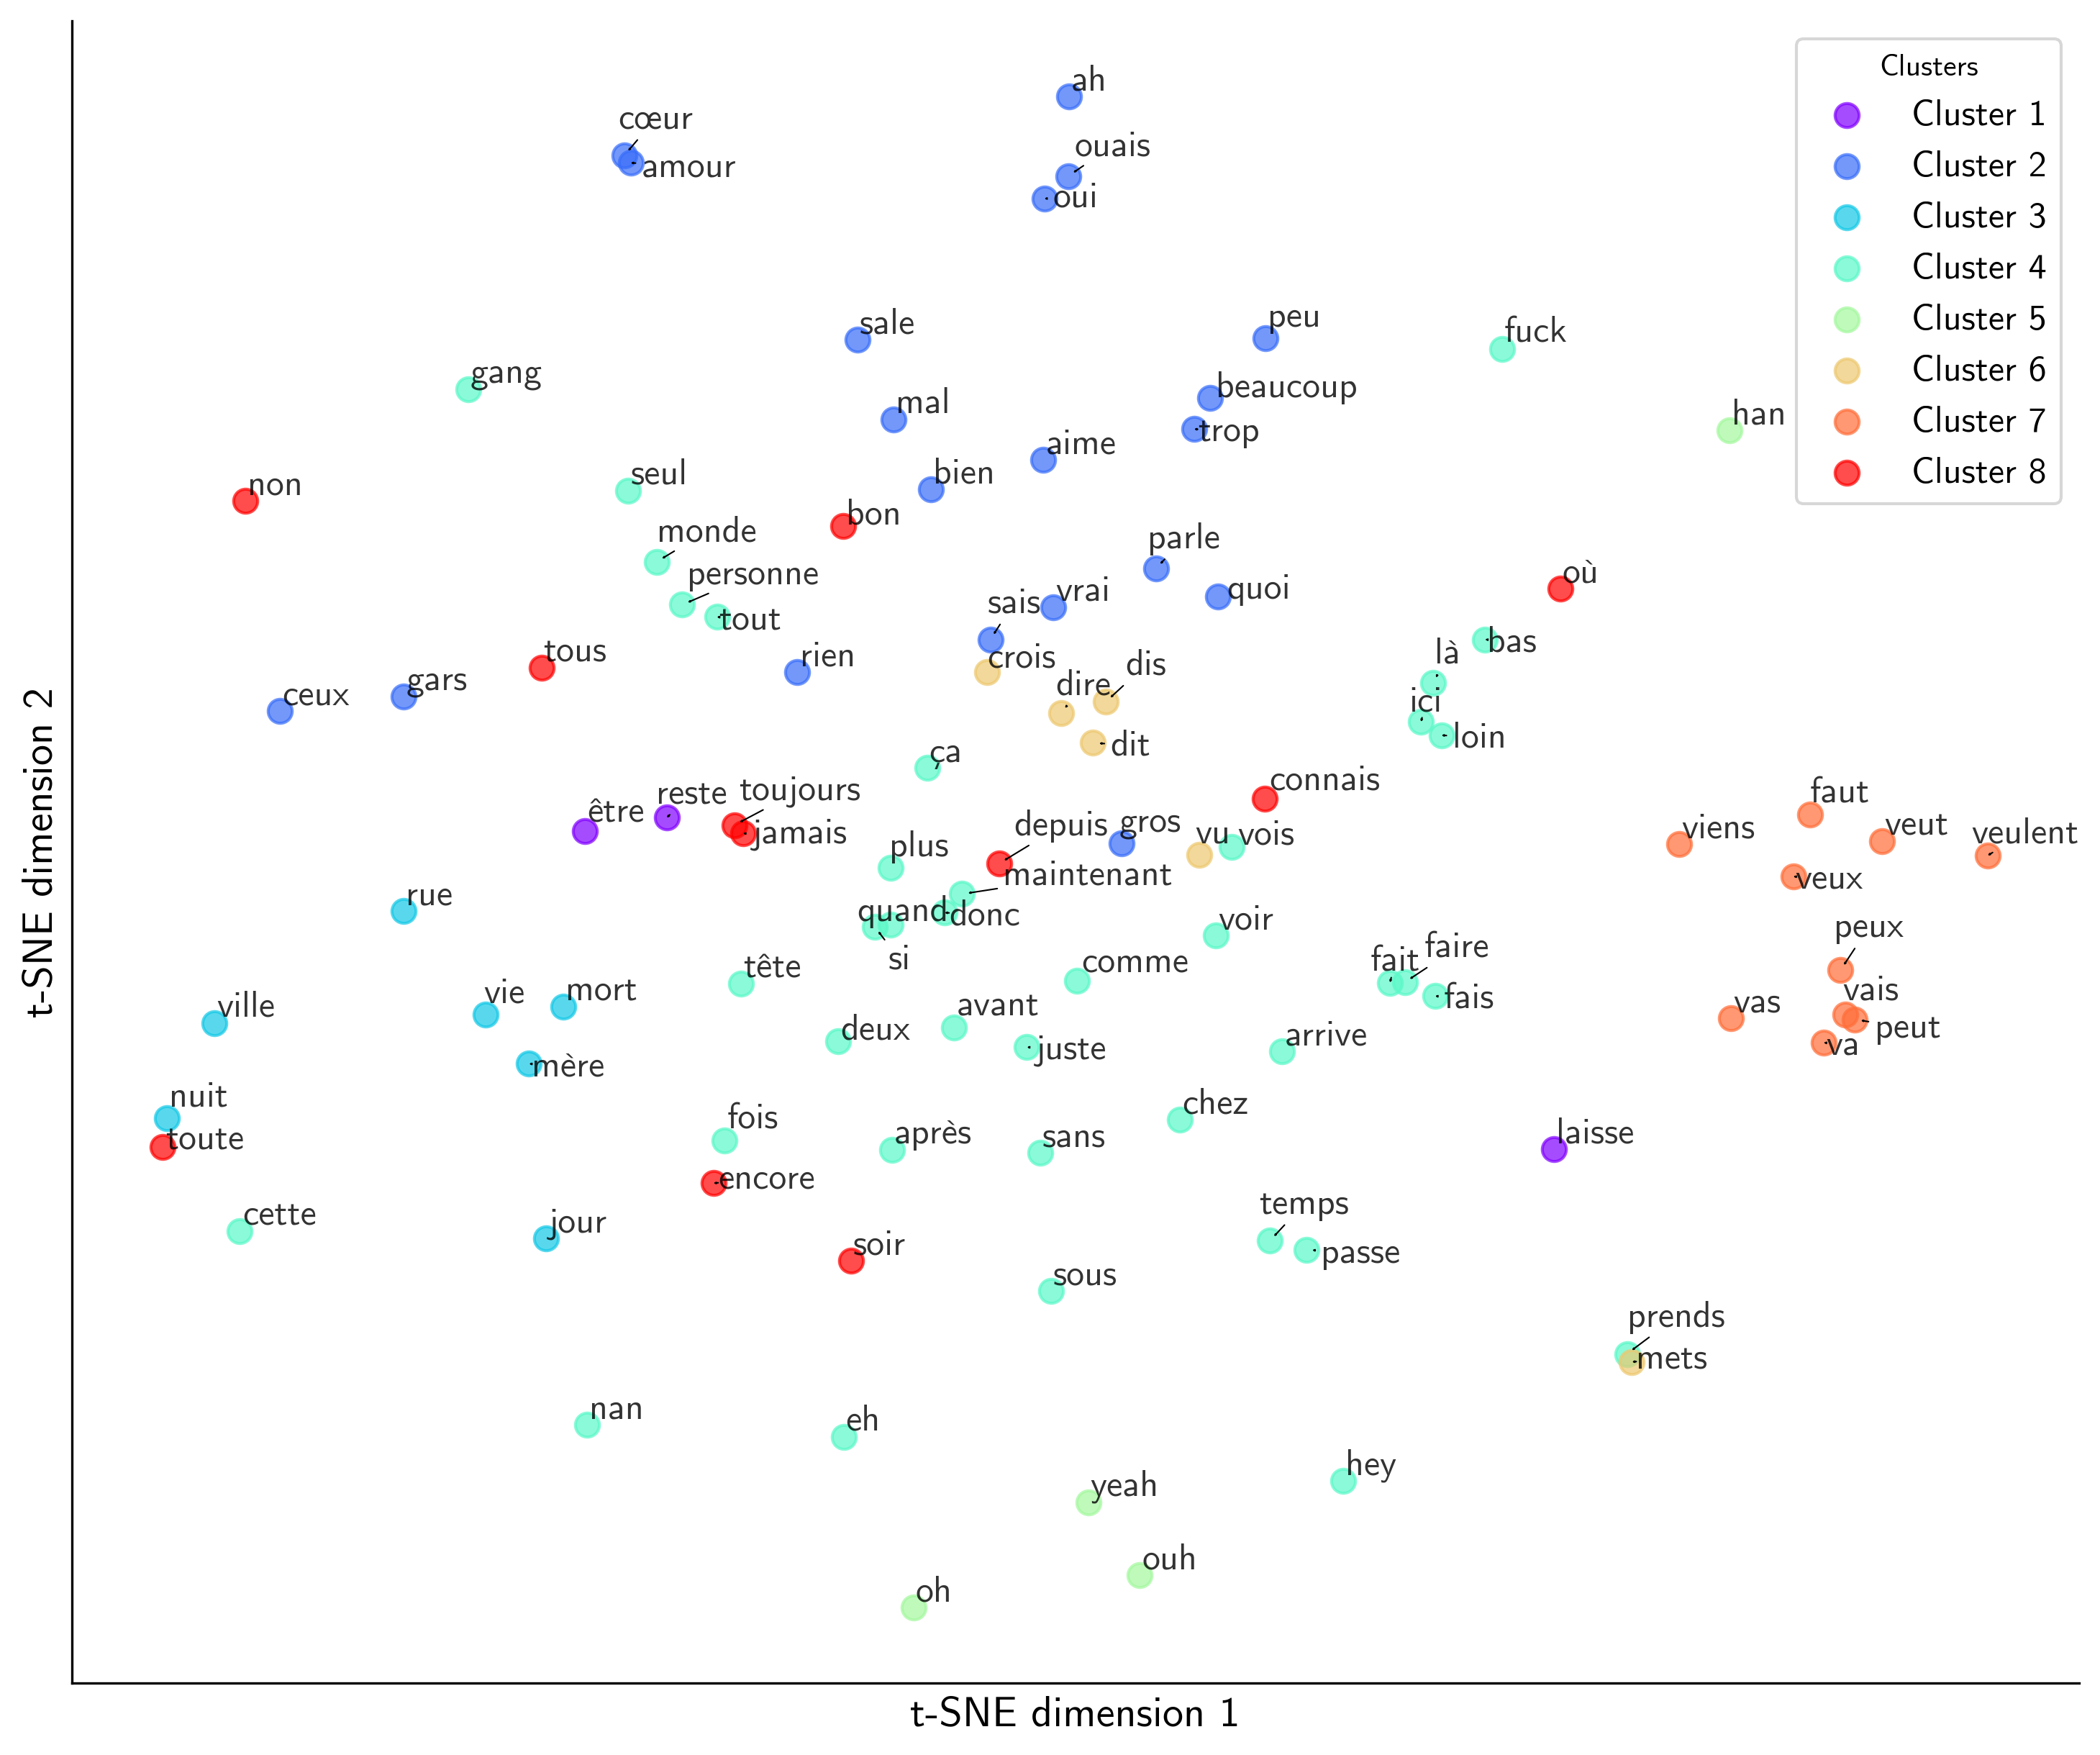 ah
cœur
ouais
amour
oui
Clusters
Cluster 1
Cluster 2
Cluster 3
Cluster 4
Cluster 5
Cluster 6
Cluster 7
Cluster 8
sale
peu
fuck
gang
beaucoup
mal
han
trop
aime
seul
bien
non
bon
monde
parle
personne
où
quoi
vrai
sais
tout
bas
tous
là
rien
crois
dis
gars
dire
ceux
ici
loin
dit
ça
connais
faut
toujours
reste
être
jamais
depuis
gros
vu
vois
viens
veut
veulent
plus
maintenant
veux
rue
quand
donc
voir
peux
si
comme
fait
faire
tête
vie
mort
vais
fais
ville
avant
vas
deux
juste
arrive
peut
va
mère
nuit
chez
fois
toute
après
sans
laisse
encore
cette
temps
jour
soir
passe
sous
prends
mets
nan
eh
hey
yeah
ouh
oh
t-SNE dimension 2
t-SNE dimension 1